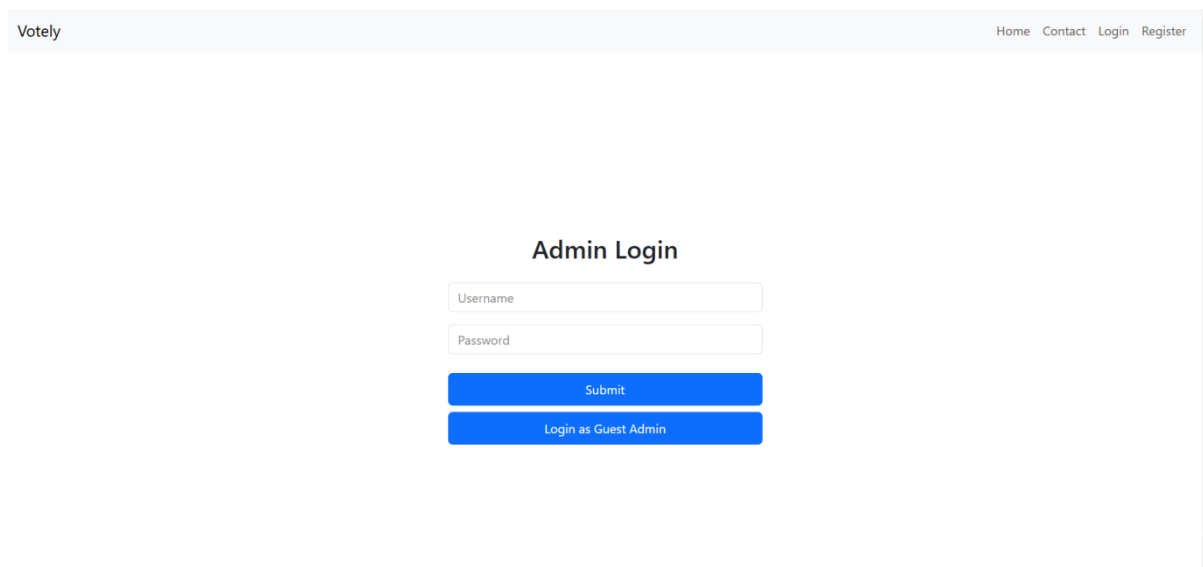 Votely Home Contact Login Register
Admin Login
Username
Password
Submit
Login as Guest Admin